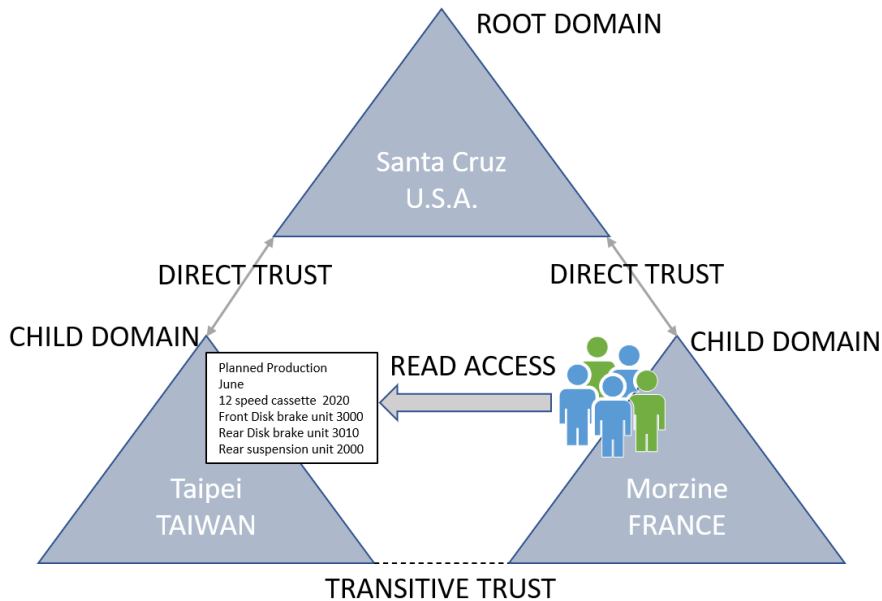 ROOT DOMAIN
Santa Cruz
U.S.A.
DIRECT TRUST
DIRECT TRUST
CHILD DOMAIN
CHILD DOMAIN
READ ACCESS
Planned Production
June
12 speed cassette  2020
Front Disk brake unit 3000
Rear Disk brake unit 3010
Rear suspension unit 2000
Taipei
TAIWAN
Morzine
FRANCE
TRANSITIVE TRUST